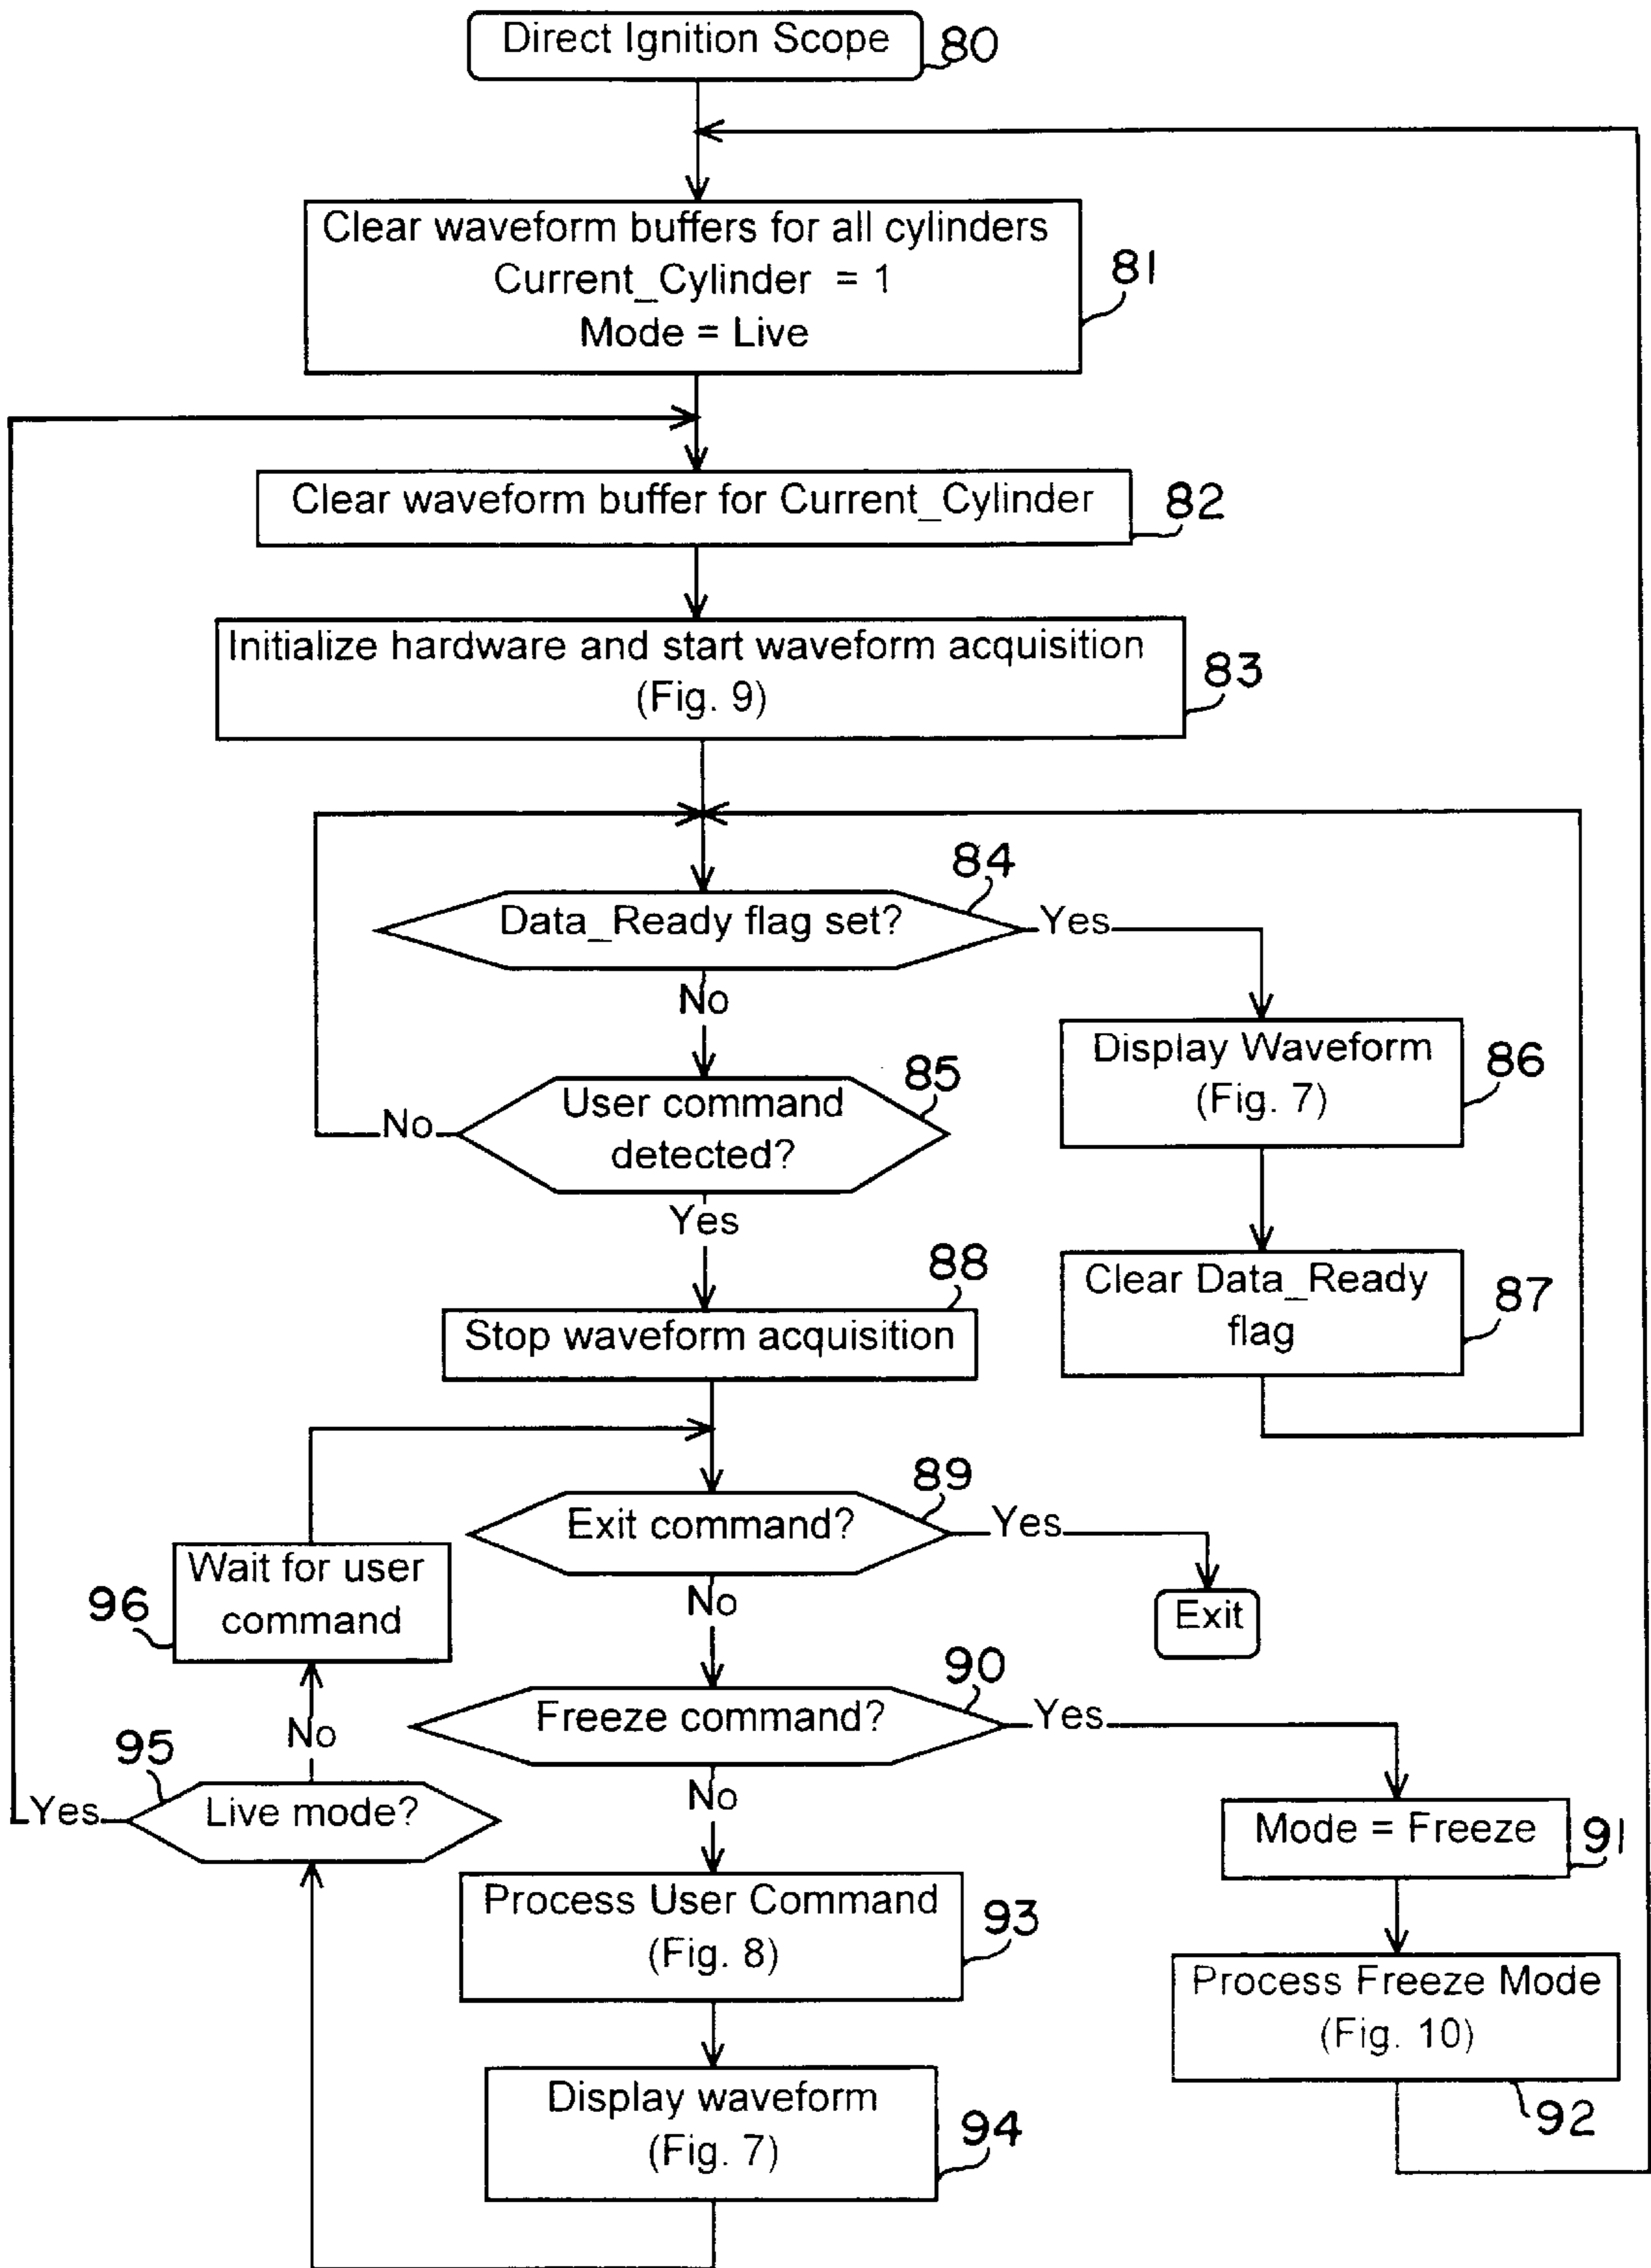 Direct Ignition Scope
80
Clear waveform buffers for all cylinders
Current_Cylinder = 1
Mode = Live
81
Clear waveform buffer for Current_Cylinder
82
Initialize hardware and start waveform acquisition
(Fig. 9)
83
84
Data_Ready flag set?
Yes
No
Display Waveform
(Fig. 7)
86
85
User command
detected?
No
Yes
Clear Data_Ready
flag
87
88
Stop waveform acquisition
89
Exit command?
Yes
Exit
Wait for user
command
96
No
90
Freeze command?
Yes
No
No
95
Live mode?
Yes
Mode = Freeze
91
Process User Command
(Fig. 8)
93
Process Freeze Mode
(Fig. 10)
92
Display waveform
(Fig. 7)
94